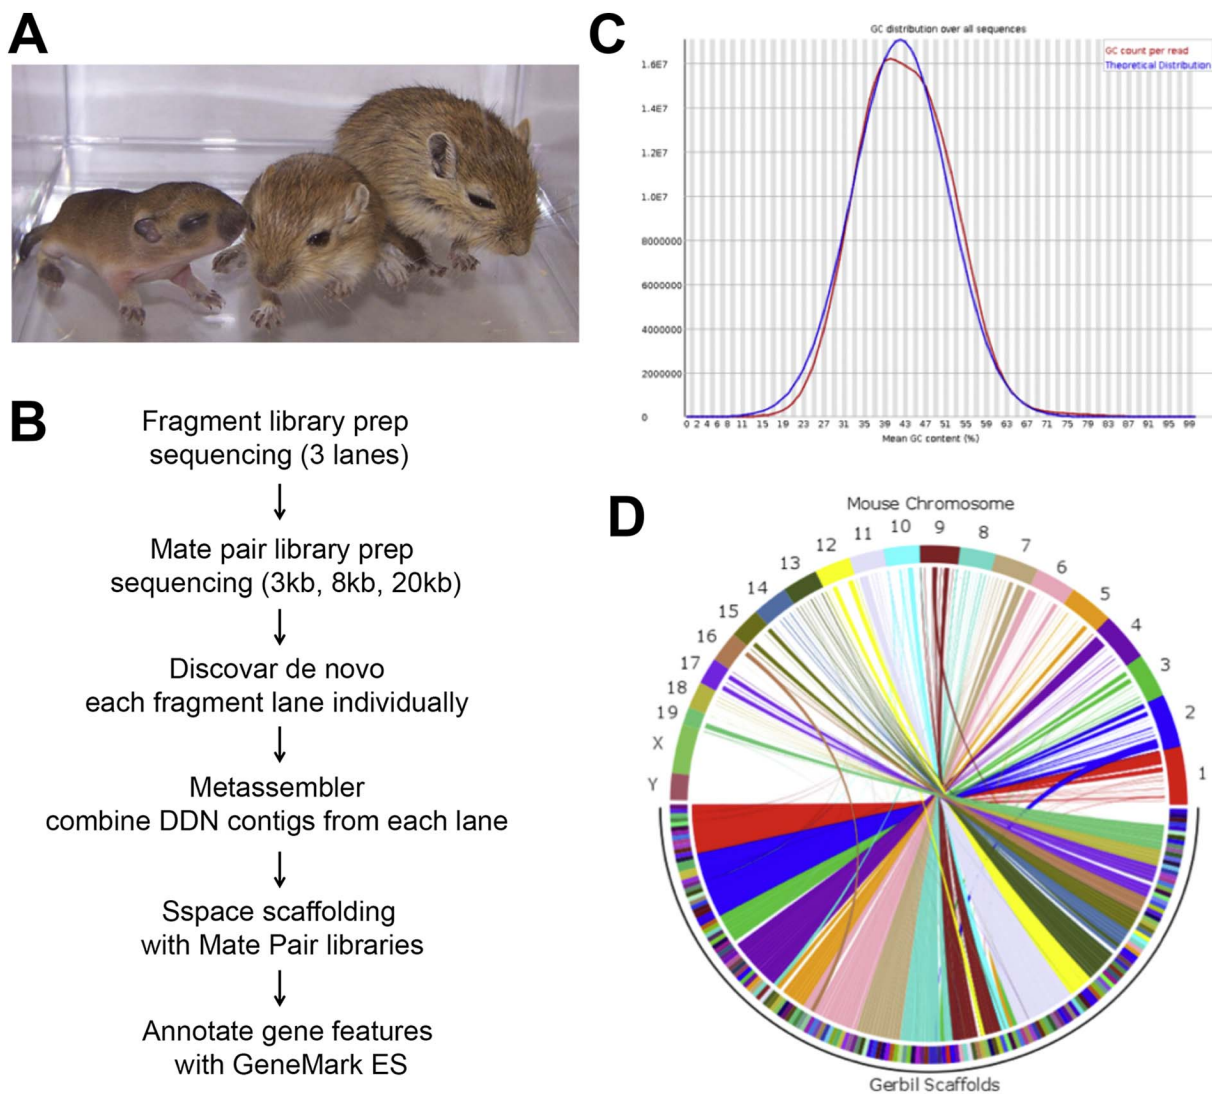 A
B
Fragment library prep
sequencing (3 lanes)
Mate pair library prep
sequencing (3kb, 8kb, 20kb)
Discovar de novo
each fragment lane individually
Metassembler
combine DDN contigs from each lane
Sspace scaffolding
with Mate Pair libraries
Annotate gene features
with GeneMark ES
C
GC distribution over all sequences
GC count per read
Theoretical Distribution
1.6E7
1.4E7
1.2E7
1.0E7
8000000
6000000
4000000
2000000
0
0 2 4 6 8 11 15 19 23 27 31 35 39 43 47 51 55 59 63 67 71 75 79 83 87 91 95 99
Mean GC content (%)
D
Mouse Chromosome
1
2
3
4
5
6
7
8
9
10
11
12
13
14
15
16
17
18
19
X
Y
Gerbil Scaffolds